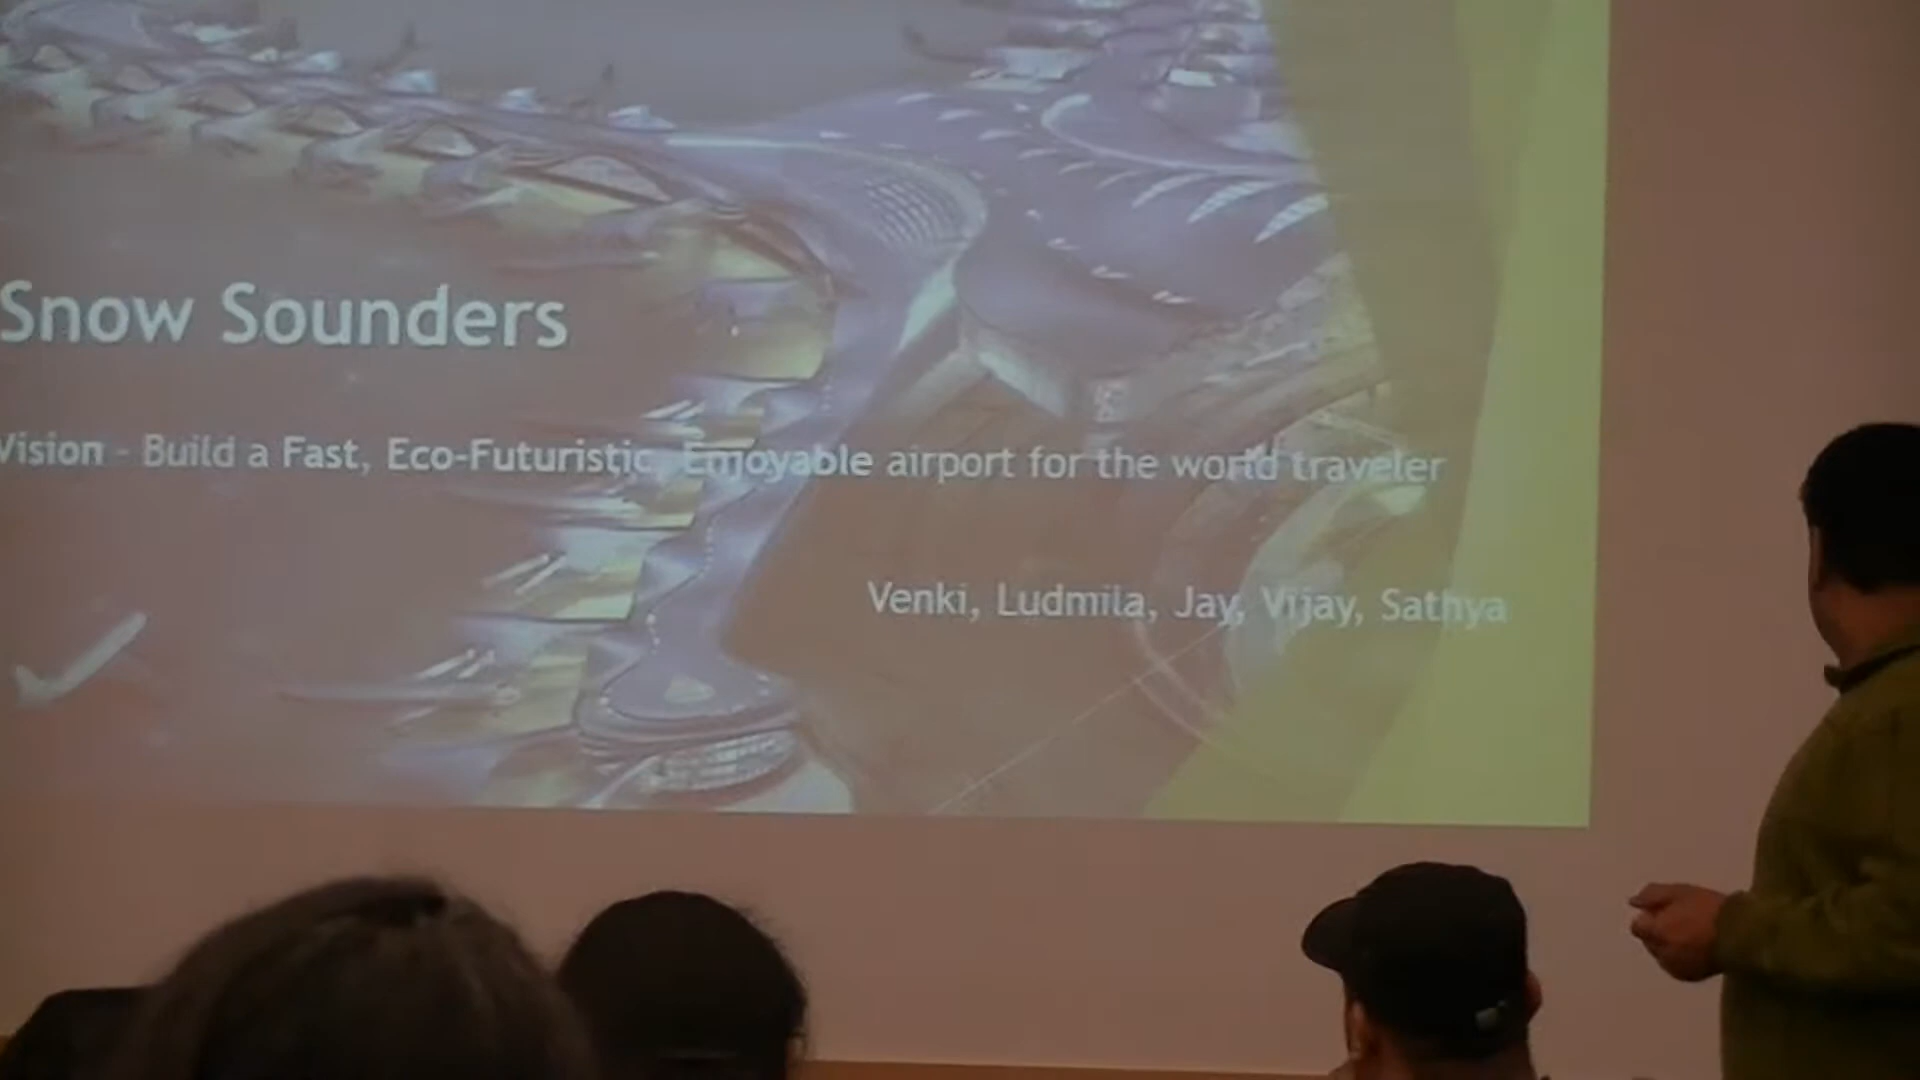 Snow Sounders
Vision - Build a Fast, Eco-Futuristic, Enjoyable airport for the world traveler
Venki, Ludmila, Jay, Vijay, Sathya